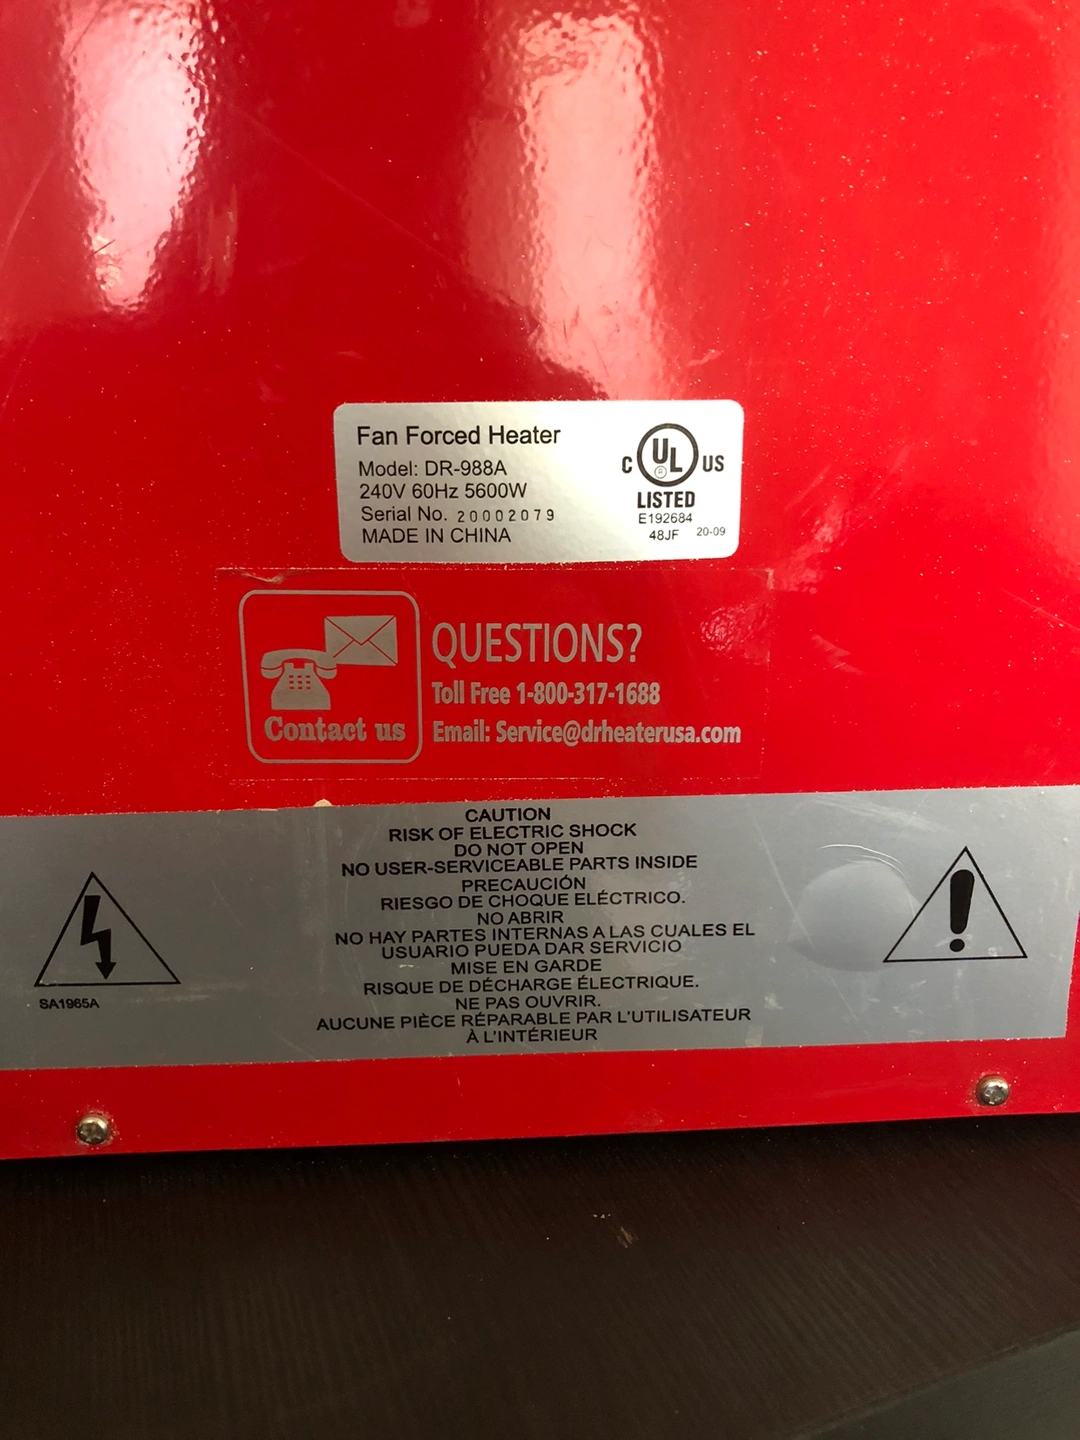 Fan Forced Heater
Model: DR-988A
240V 60Hz 5600W
Serial No. 20002079
MADE IN CHINA
C UL US
®
LISTED
E192684
48JF 20-09
QUESTIONS?
Toll Free 1-800-317-1688
Email: Service@drheaterusa.com
Contact us
CAUTION
RISK OF ELECTRIC SHOCK
DO NOT OPEN
NO USER-SERVICEABLE PARTS INSIDE
PRECAUCIÓN
RIESGO DE CHOQUE ELÉCTRICO.
NO ABRIR
NO HAY PARTES INTERNAS A LAS CUALES EL
USUARIO PUEDA DAR SERVICIO
MISE EN GARDE
RISQUE DE DÉCHARGE ÉLECTRIQUE.
NE PAS OUVRIR.
AUCUNE PIÈCE RÉPARABLE PAR L'UTILISATEUR
À L'INTÉRIEUR
SA1965A
!